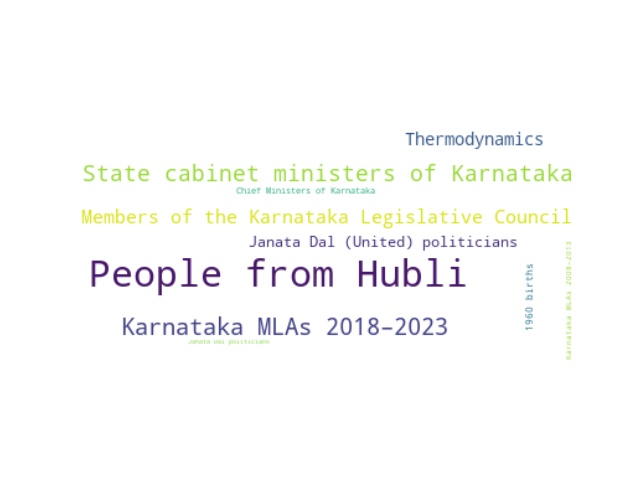 Thermodynamics
State cabinet ministers of Karnataka
Chief Ministers of Karnataka
Members of the Karnataka Legislative Council
Janata Dal (United) politicians
People from Hubli
Karnataka MLAs 2018–2023
Janata Dal politicians
1960 births
Karnataka MLAs 2008–2013